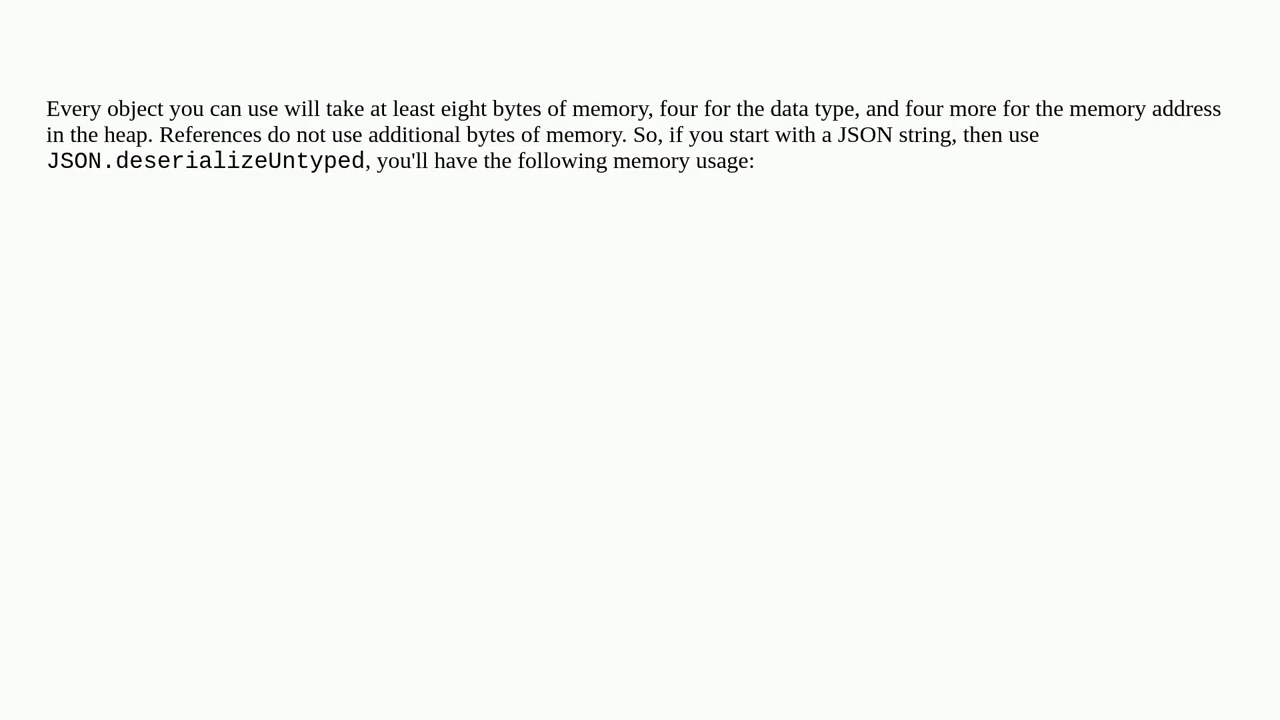 Every object you can use will take at least eight bytes of memory, four for the data type, and four more for the memory address
in the heap. References do not use additional bytes of memory. So, if you start with a JSON string, then use
JSON.deserializeUntyped, you'll have the following memory usage: